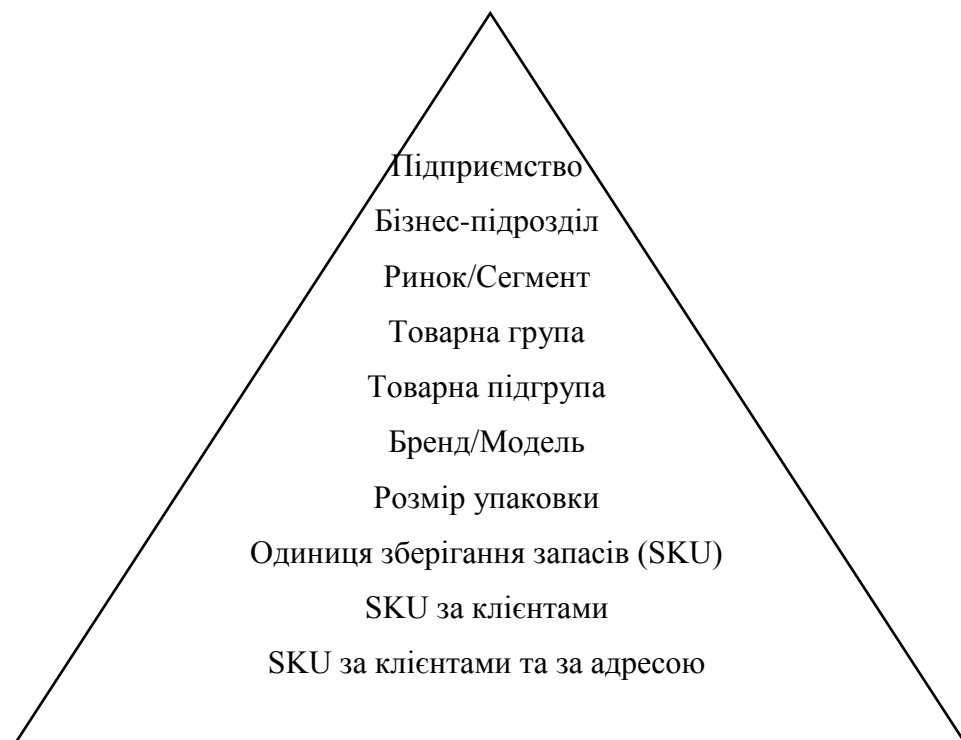 Підприємство
Бізнес-підрозділ
Ринок/Сегмент
Товарна група
Товарна підгрупа
Бренд/Модель
Розмір упаковки
Одиниця зберігання запасів (SKU)
SKU за клієнтами
SKU за клієнтами та за адресою